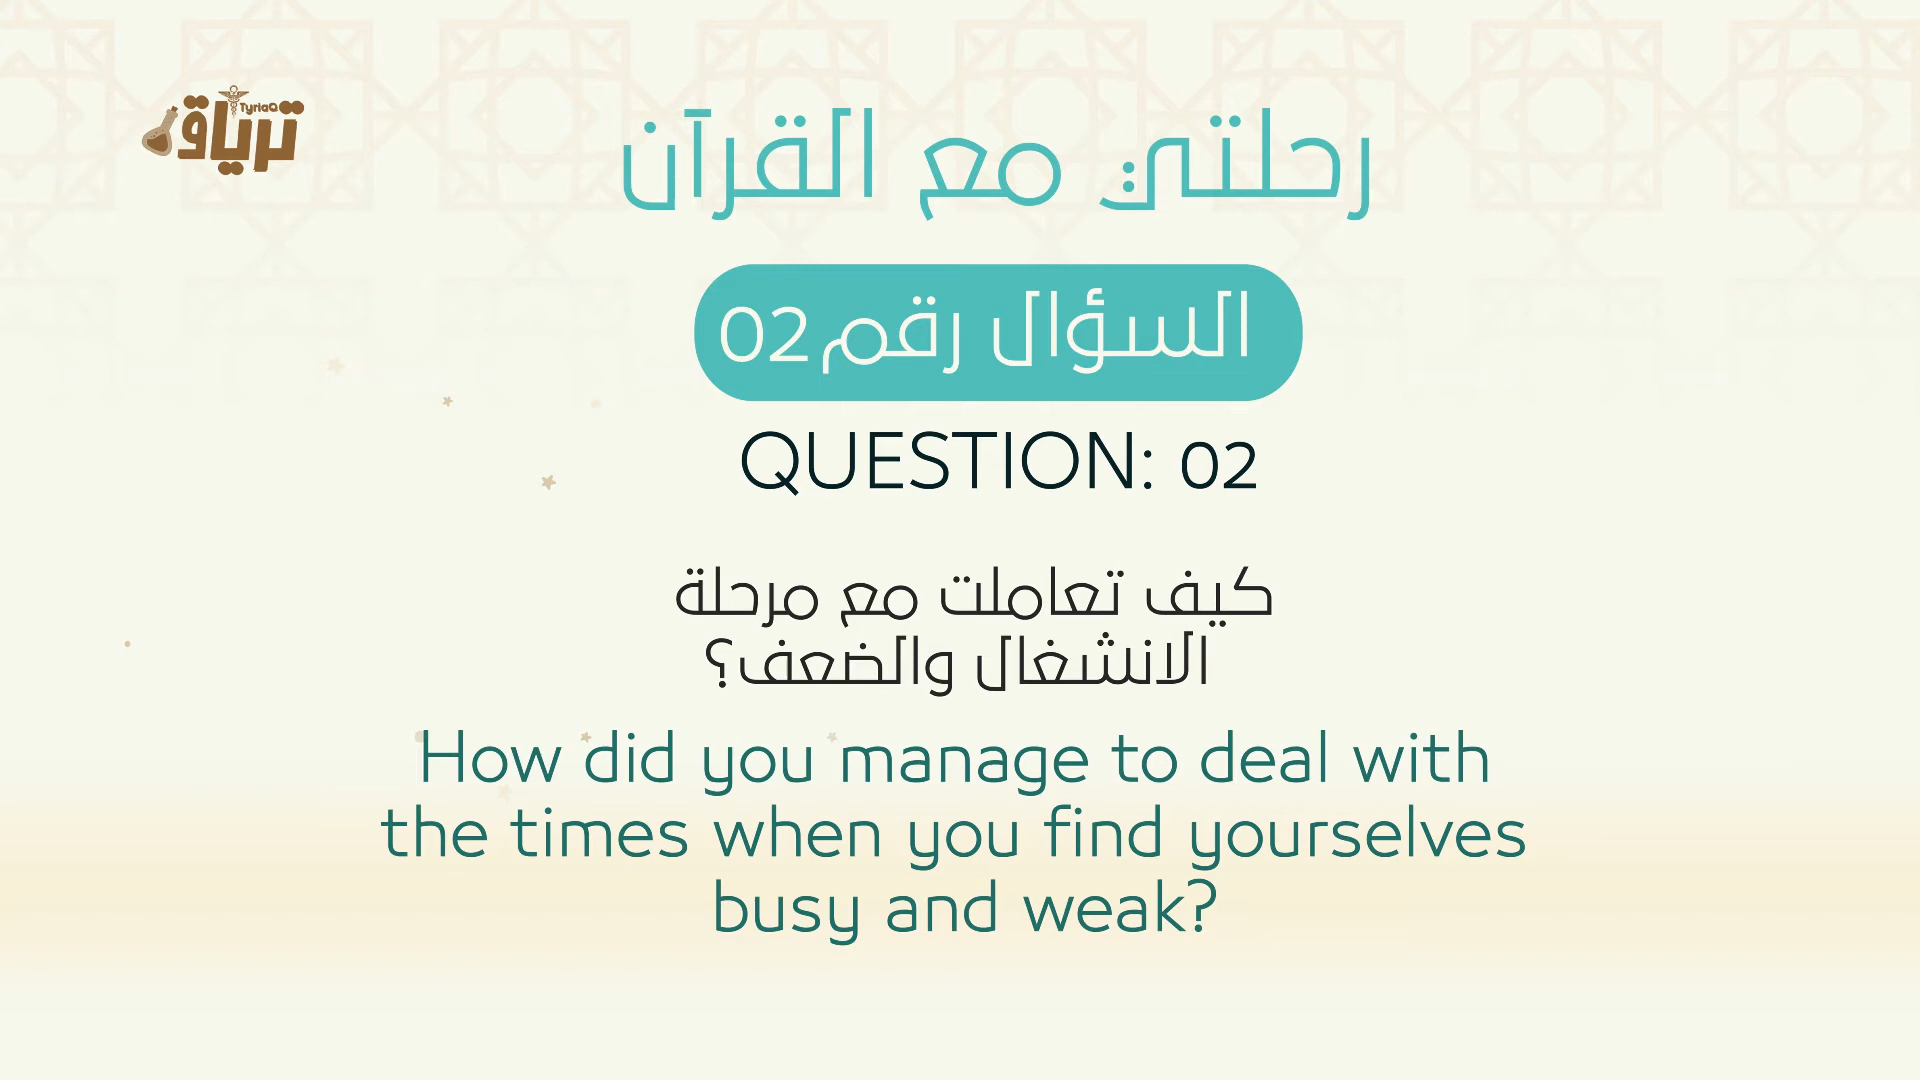 ترياق
TyriaQ
رحلتي مع القرآن
السؤال رقم 02
QUESTION: 02
كيف تعاملت مع مرحلة
الانشغال والضعف؟
How did you manage to deal with
the times when you find yourselves
busy and weak?